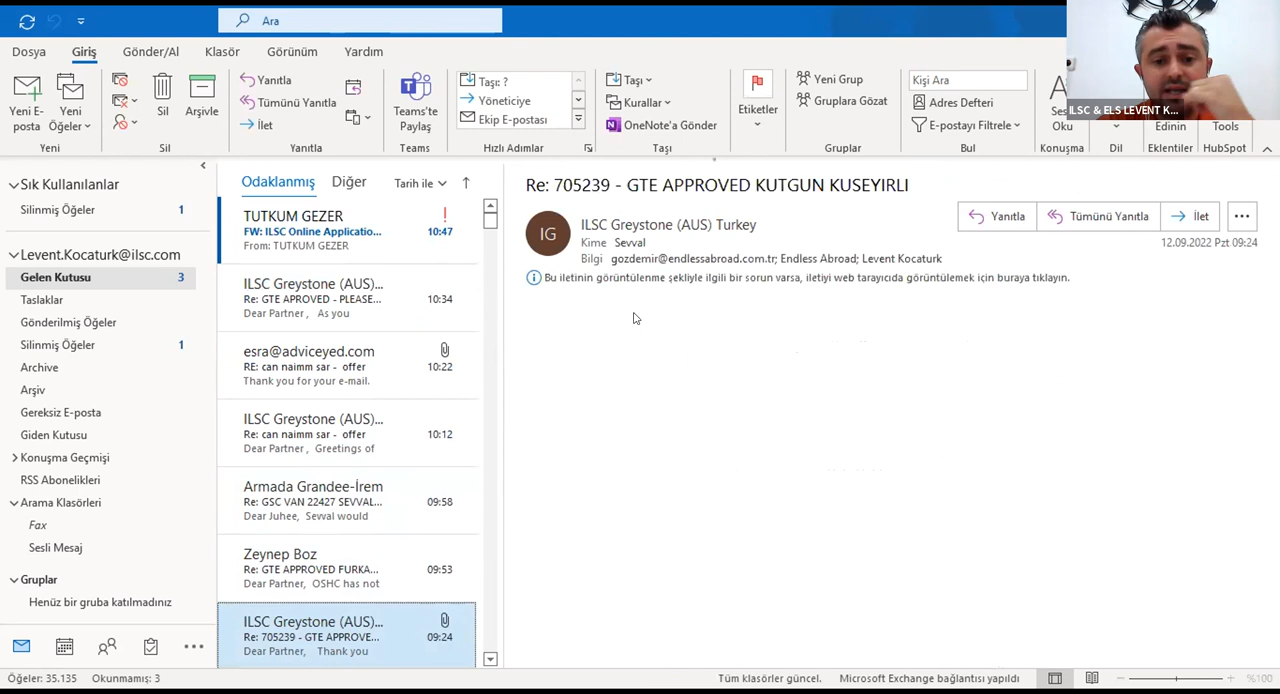 Ara
Dosya Giriş Gönder/Al Klasör Görünüm Yardım
Yeni E-posta
Yeni Öğeler
Yeni
Sil
Arşivle
Sil
Yanıtla
Tümünü Yanıtla
İlet
Yanıtla
Teams'te Paylaş
Teams
Taşı: ?
Yöneticiye
Ekip E-postası
Hızlı Adımlar
Taşı
Kurallar
OneNote'a Gönder
Taşı
Etiketler
Yeni Grup
Gruplara Gözat
Gruplar
Kişi Ara
Adres Defteri
E-postayı Filtrele
Bul
Oku
Konuşma
Dil
Edinin
Eklentiler
Tools
HubSpot
ILSC & ELS LEVENT K...
Sık Kullanılanlar
Silinmiş Öğeler 1
Levent.Kocaturk@ilsc.com
Gelen Kutusu 3
Taslaklar
Gönderilmiş Öğeler
Silinmiş Öğeler 1
Archive
Arşiv
Gereksiz E-posta
Giden Kutusu
Konuşma Geçmişi
RSS Abonelikleri
Arama Klasörleri
Fax
Sesli Mesaj
Gruplar
Henüz bir gruba katılmadınız
Odaklanmış Diğer Tarih ile
TUTKUM GEZER
FW: ILSC Online Applicatio... 10:47
From: TUTKUM GEZER
ILSC Greystone (AUS)...
Re: GTE APROVED - PLEASE... 10:34
Dear Partner , As you
esra@adviceyed.com
RE: can naimm sar - offer 10:22
Thank you for your e-mail.
ILSC Greystone (AUS)...
Re: can naimm sar - offer 10:12
Dear Partner , Greetings of
Armada Grandee-İrem
Re: GSC VAN 22427 SEVVAL... 09:58
Dear Juhee, Sevval would
Zeynep Boz
Re: GTE APPROVED FURKA... 09:53
Dear Partner, OSHC has not
ILSC Greystone (AUS)...
Re: 705239 - GTE APPROVE... 09:24
Dear Partner, Thank you
Re: 705239 - GTE APPROVED KUTGUN KUSEYIRLI
IG
ILSC Greystone (AUS) Turkey
Kime Sevval
Bilgi gozdemir@endlessabroad.com.tr; Endless Abroad; Levent Kocaturk
Yanıtla Tümünü Yanıtla İlet
12.09.2022 Pzt 09:24
Bu iletinin görüntülenme şekliyle ilgili bir sorun varsa, iletiyi web tarayıcıda görüntülemek için buraya tıklayın.
Öğeler: 35.135 Okunmamış: 3 Tüm klasörler güncel. Microsoft Exchange bağlantısı yapıldı %100